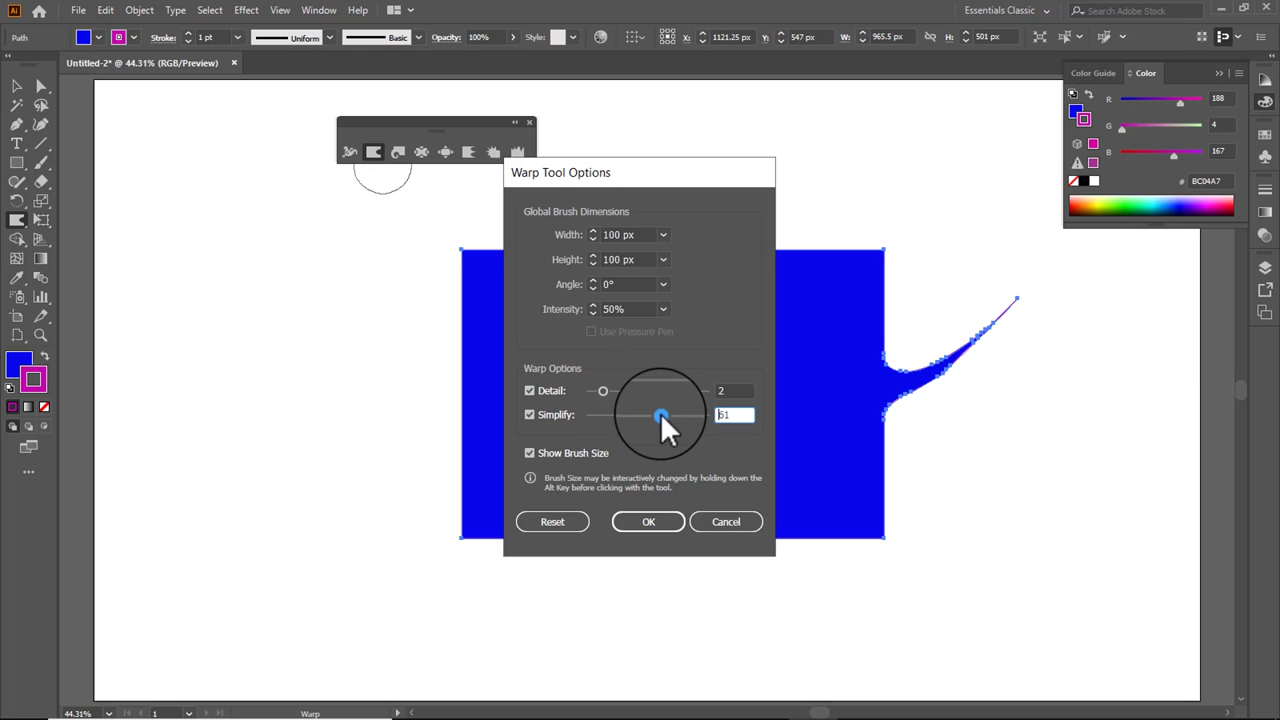 Ai File Edit Object Type Select Effect View Window Help Essentials Classic Search Adobe Stock
Path Stroke: 1 pt Uniform Basic Opacity: 100% Style: X: 1121.25 px Y: 547 px W: 965.5 px H: 501 px
Untitled-2* @ 44.31% (RGB/Preview)
Color Guide Color
R 188
G 4
B 167
# BC04A7
Warp Tool Options
Global Brush Dimensions
Width: 100 px
Height: 100 px
Angle: 0°
Intensity: 50%
Use Pressure Pen
Warp Options
Detail: 2
Simplify: 61
Show Brush Size
Brush Size may be interactively changed by holding down the
Alt Key before clicking with the tool.
Reset OK Cancel
44.31% 1 Warp